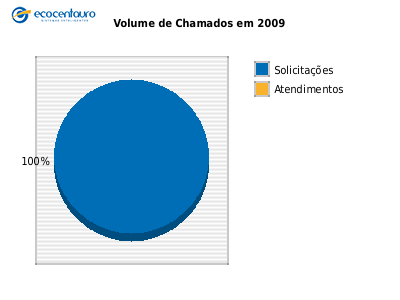 ecocentauro
Volume de Chamados em 2009
Solicitações
Atendimentos
100%